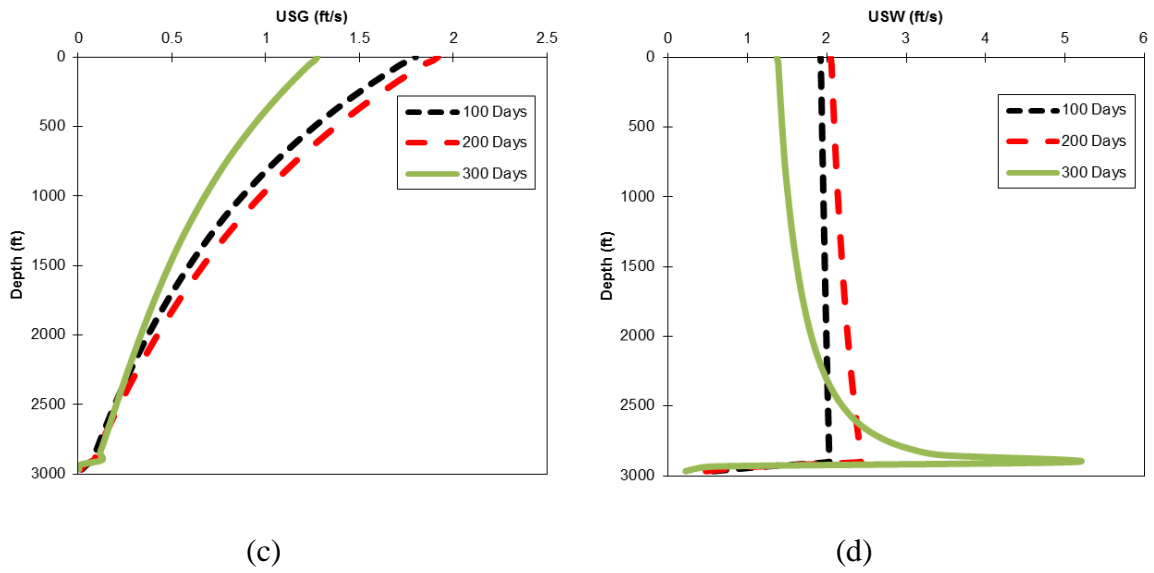 USG (ft/s)
0 0.5 1 1.5 2 2.5
0
500
1000
1500
2000
2500
3000
Depth (ft)
100 Days
200 Days
300 Days
(c)
USW (ft/s)
0 1 2 3 4 5 6
0
500
1000
1500
2000
2500
3000
Depth (ft)
100 Days
200 Days
300 Days
(d)